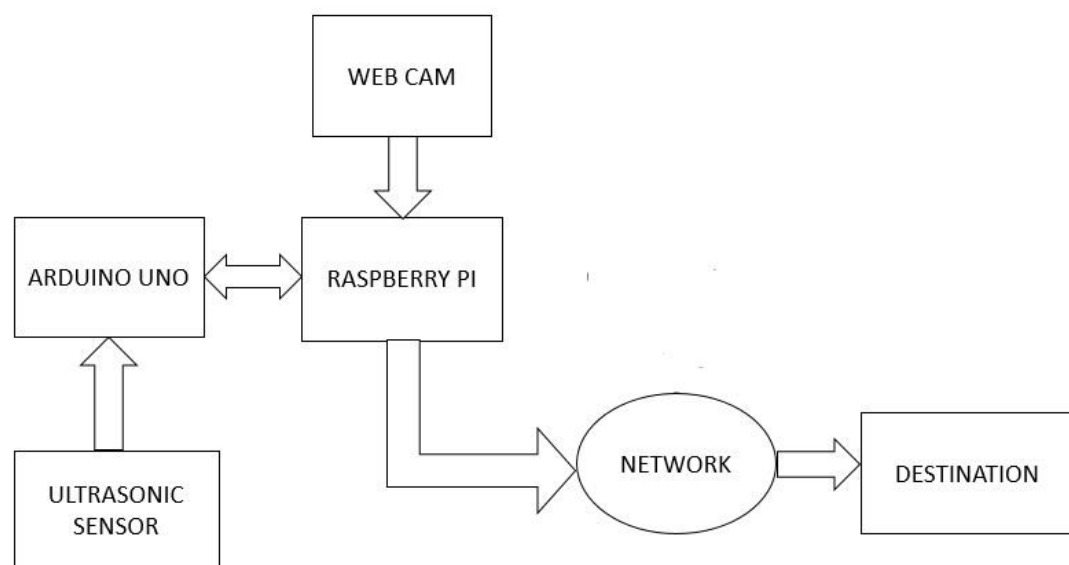 WEB CAM
ARDUINO UNO
RASPBERRY PI
ULTRASONIC
SENSOR
NETWORK
DESTINATION